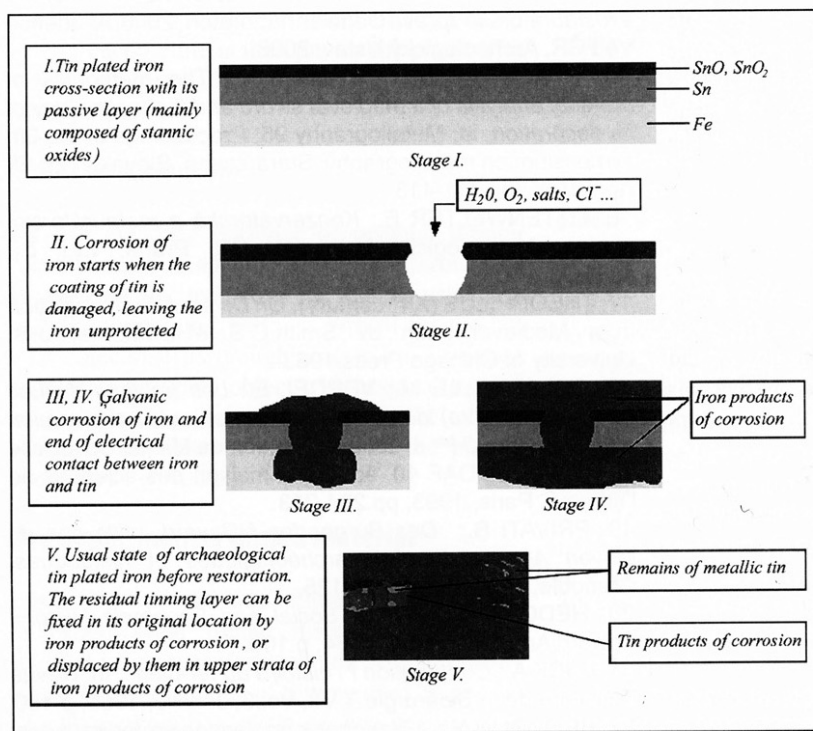 I.Tin plated iron
cross-section with its
passive layer (mainly
composed of stannic
oxides)
SnO, SnO2
Sn
Fe
Stage I.
H20, O2, salts, Cl⁻...
II. Corrosion of
iron starts when the
coating of tin is
damaged, leaving the
iron unprotected
Stage II.
III, IV. Galvanic
corrosion of iron and
end of electrical
contact between iron
and tin
Iron products
of corrosion
Stage III.
Stage IV.
V. Usual state of archaeological
tin plated iron before restoration.
The residual tinning layer can be
fixed in its original location by
iron products of corrosion, or
displaced by them in upper strata of
iron products of corrosion
Remains of metallic tin
Tin products of corrosion
Stage V.